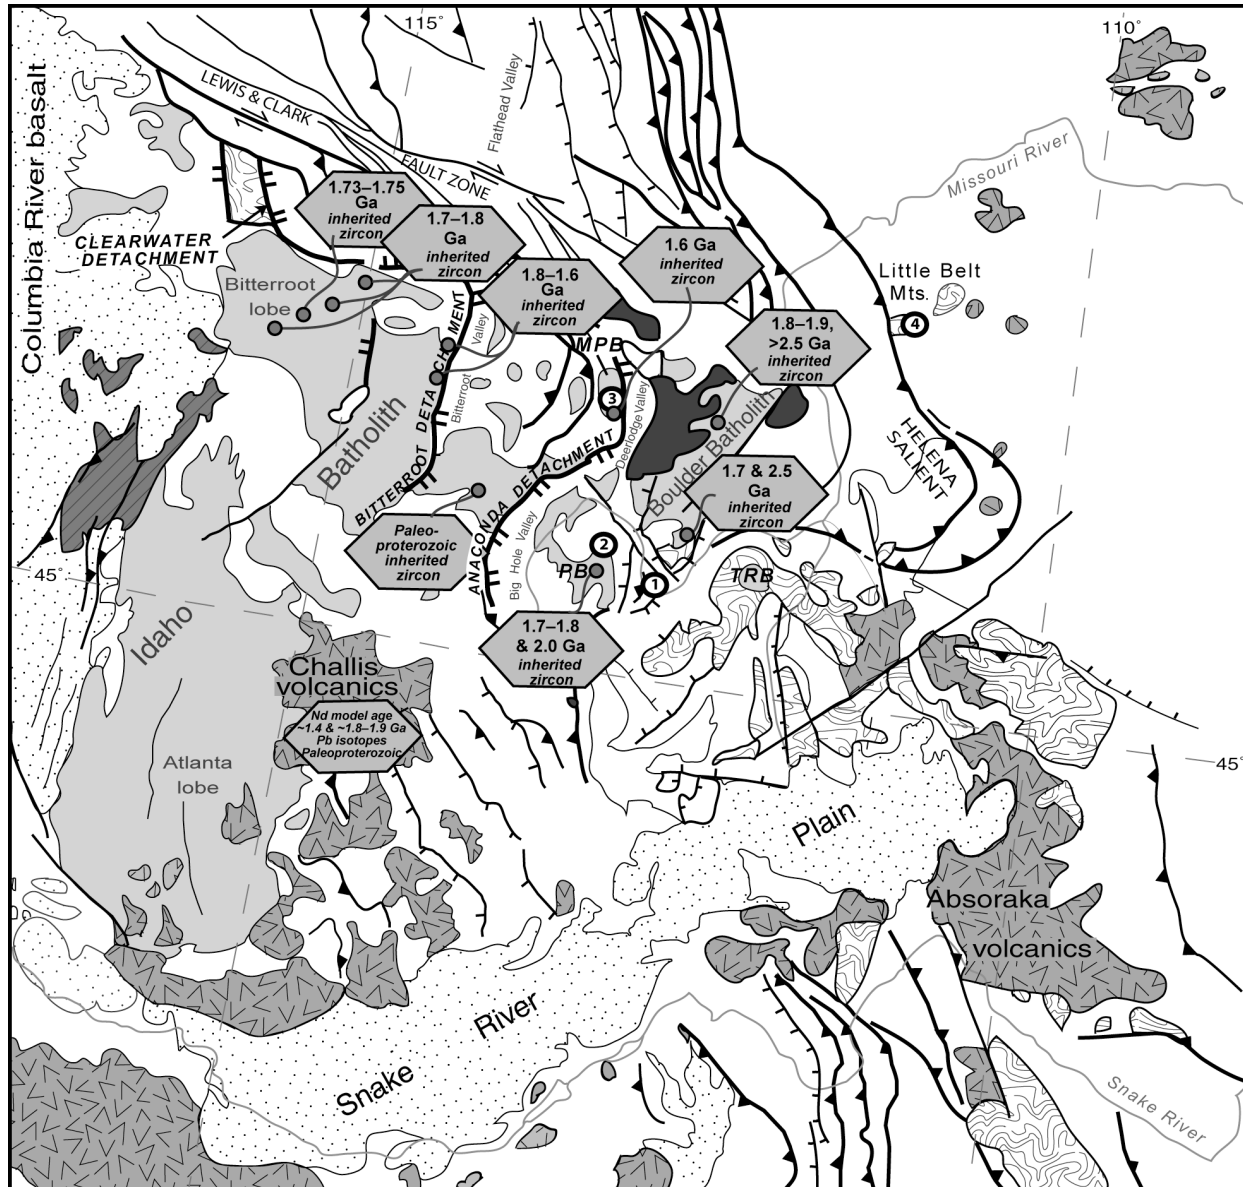 115°
110°
Columbia River basalt
LEWIS & CLARK
FAULT ZONE
Flathead Valley
Missouri River
1.73–1.75
Ga
inherited
zircon
1.7–1.8
Ga
inherited
zircon
1.8–1.6
Ga
inherited
zircon
1.6 Ga
inherited
zircon
1.8–1.9,
>2.5 Ga
inherited
zircon
CLEARWATER
DETACHMENT
Bitterroot
lobe
Little Belt
Mts.
4
MPB
3
Bitterroot
Valley
BITTERROOT DETACHMENT
Deerlodge Valley
Boulder Batholith
HELENA
SALIENT
Idaho
Batholith
ANACONDA DETACHMENT
1.7 & 2.5
Ga
inherited
zircon
Paleo-
proterozoic
inherited
zircon
Big Hole Valley
2
PB
1
TRB
45°
1.7–1.8
& 2.0 Ga
inherited
zircon
Challis
volcanics
Nd model age
~1.4 & ~1.8–1.9 Ga
Pb isotopes
Paleoproterozoic
Atlanta
lobe
45°
Snake
River
Plain
Absoraka
volcanics
Snake River